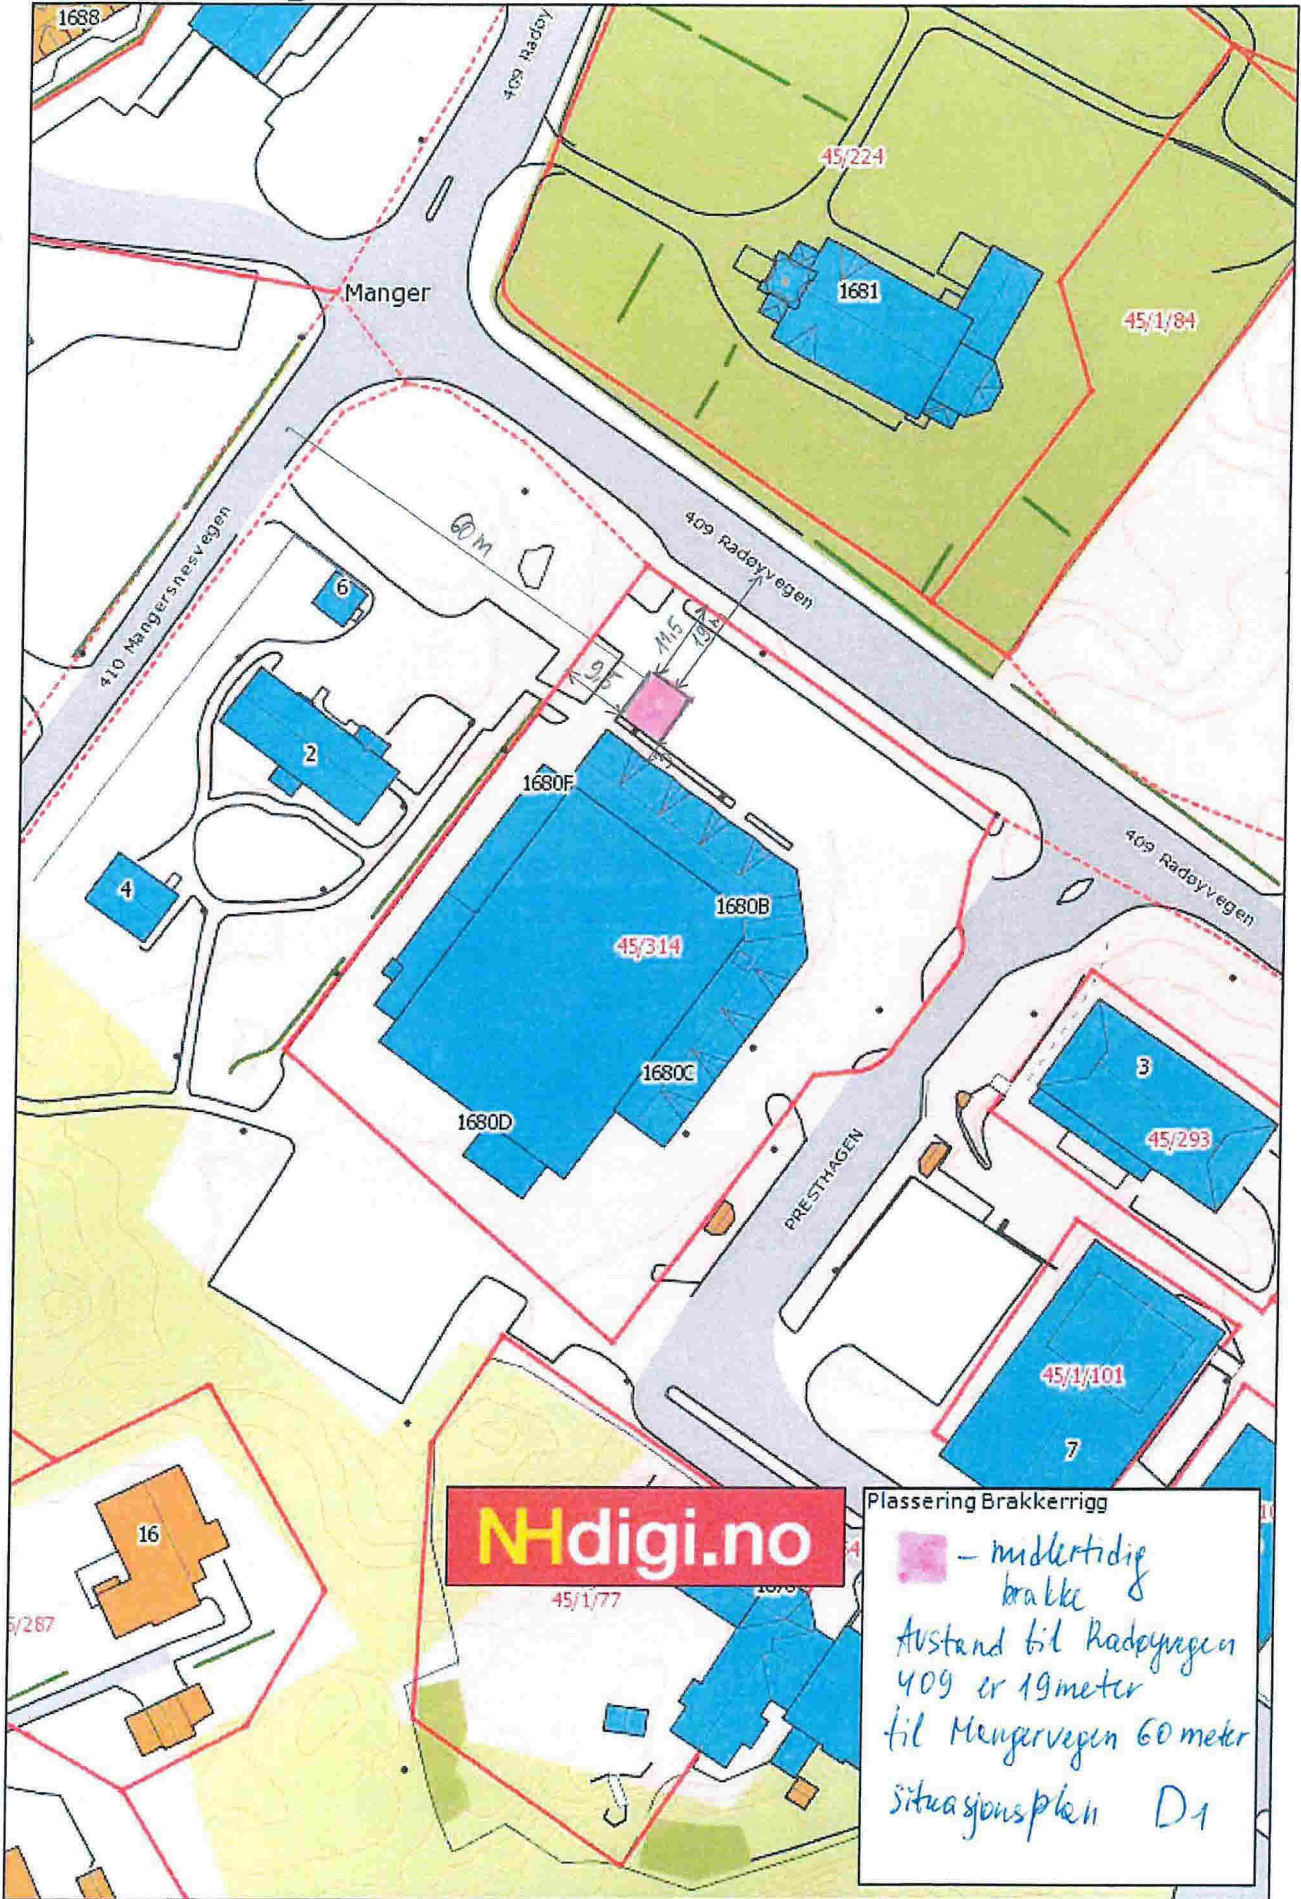 1688
409 Radøy
45/224
1681
Manger
45/1/84
60 m
409 Radøyvegen
6
410 Mangersnesvegen
11,5
9,5
2
1680F
409 Radøyvegen
4
1680B
45/314
3
1680C
1680D
45/293
PRESTHAGEN
45/1/101
7
Plassering Brakkerrigg
NHdigi.no
16
- midlertidig
brakke
45/1/77
/287
Avstand til Radøyvegen
409 er 19 meter
til Mangervegen 60 meter
situasjonsplan D1